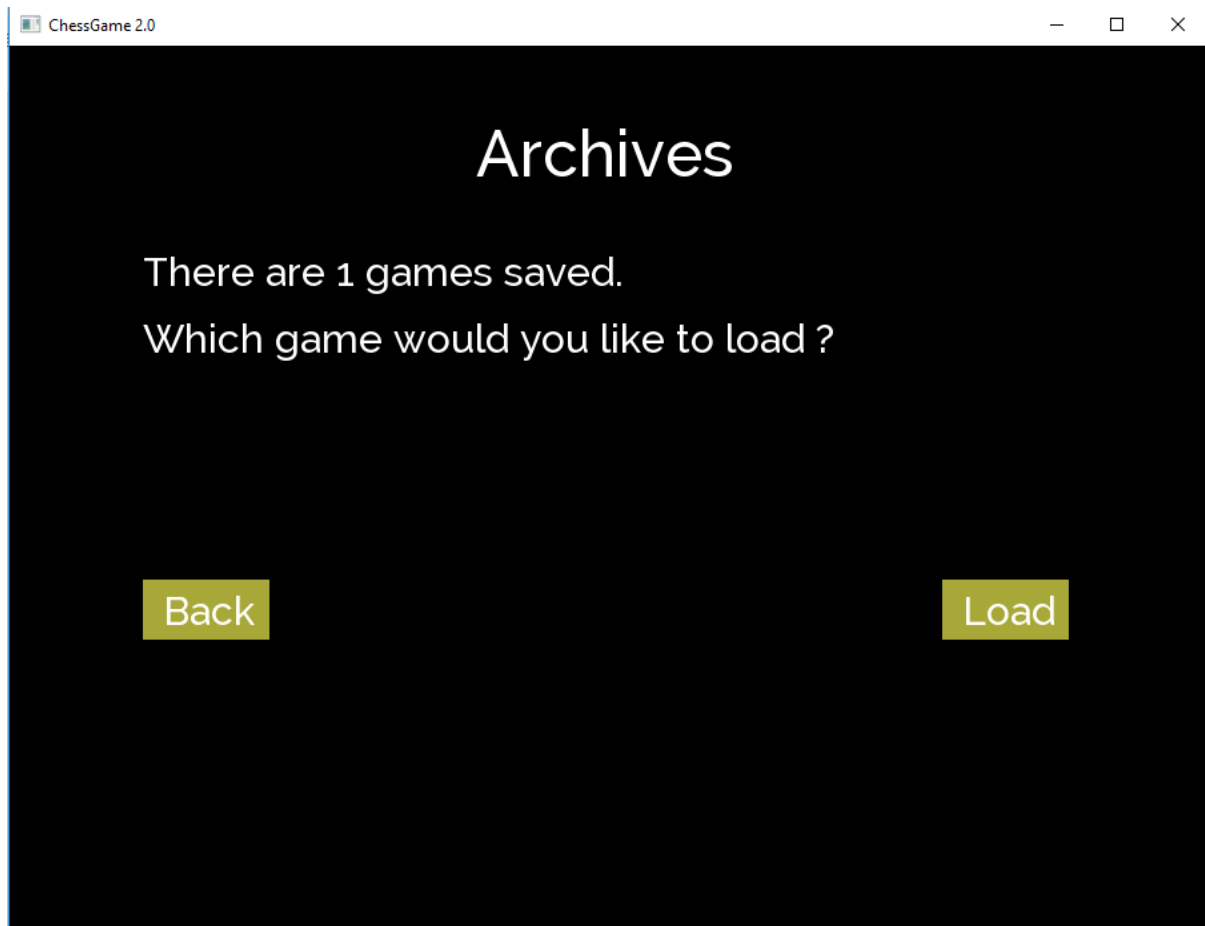 ChessGame 2.0
Archives
There are 1 games saved.
Which game would you like to load ?
Back
Load